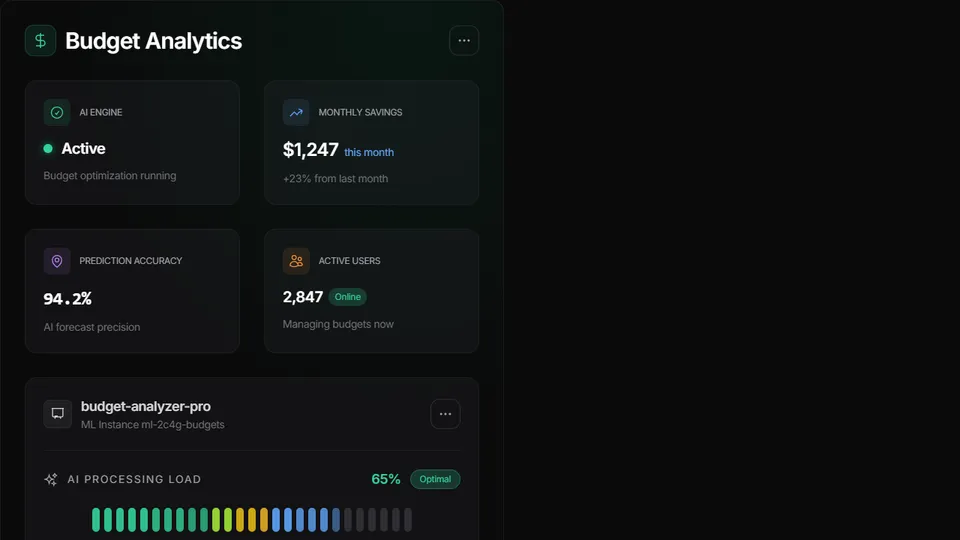 Budget Analytics
AI ENGINE
Active
Budget optimization running
MONTHLY SAVINGS
$1,247 this month
+23% from last month
PREDICTION ACCURACY
94.2%
AI forecast precision
ACTIVE USERS
2,847 Online
Managing budgets now
budget-analyzer-pro
ML Instance ml-2c4g-budgets
AI PROCESSING LOAD
65% Optimal